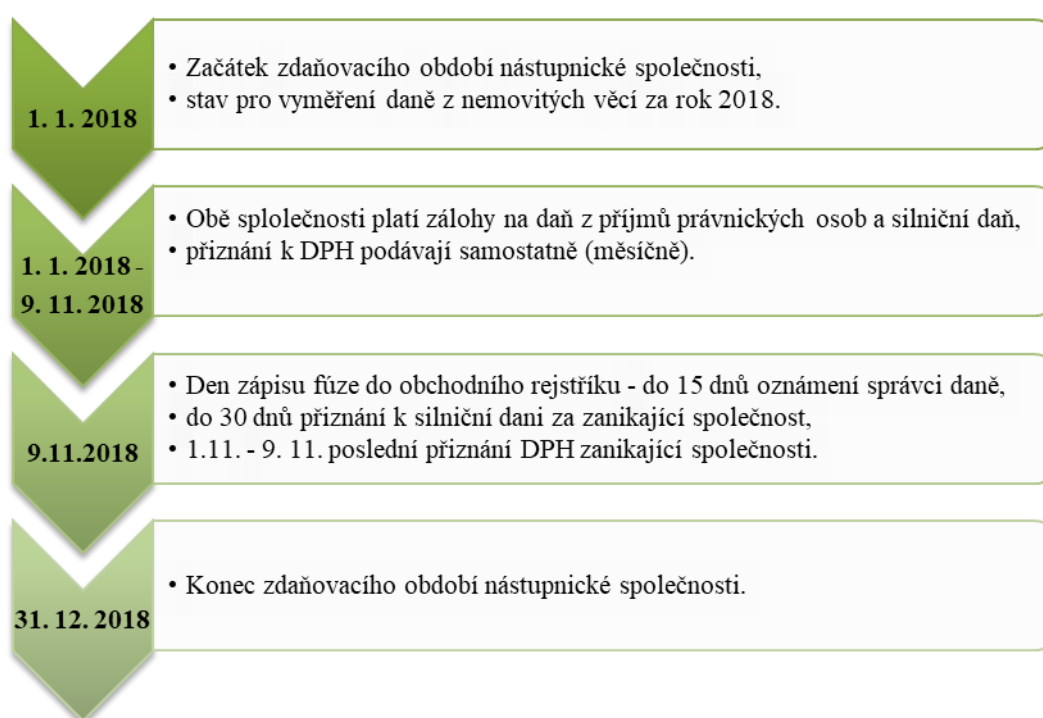 1. 1. 2018
• Začátek zdaňovacího období nástupnické společnosti,
• stav pro vyměření daně z nemovitých věcí za rok 2018.
1. 1. 2018 -
9. 11. 2018
• Obě splolečnosti platí zálohy na daň z příjmů právnických osob a silniční daň,
• přiznání k DPH podávají samostatně (měsíčně).
9.11.2018
• Den zápisu fúze do obchodního rejstříku - do 15 dnů oznámení správci daně,
• do 30 dnů přiznání k silniční dani za zanikající společnost,
• 1.11. - 9. 11. poslední přiznání DPH zanikající společnosti.
31. 12. 2018
• Konec zdaňovacího období nástupnické společnosti.